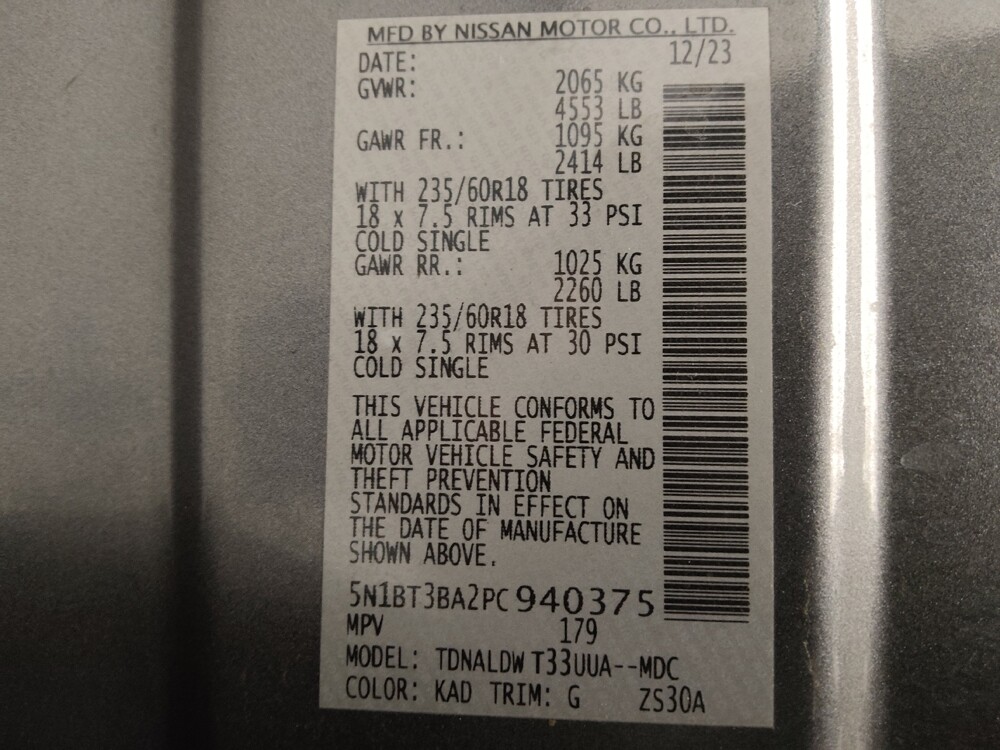 MFD BY NISSAN MOTOR CO., LTD.
DATE: 12/23
GVWR: 2065 KG
4553 LB
GAWR FR.: 1095 KG
2414 LB
WITH 235/60R18 TIRES
18 x 7.5 RIMS AT 33 PSI
COLD SINGLE
GAWR RR.: 1025 KG
2260 LB
WITH 235/60R18 TIRES
18 x 7.5 RIMS AT 30 PSI
COLD SINGLE
THIS VEHICLE CONFORMS TO
ALL APPLICABLE FEDERAL
MOTOR VEHICLE SAFETY AND
THEFT PREVENTION
STANDARDS IN EFFECT ON
THE DATE OF MANUFACTURE
SHOWN ABOVE.
5N1BT3BA2PC940375
MPV 179
MODEL: TDNALDW T33UUA--MDC
COLOR: KAD TRIM: G ZS30A